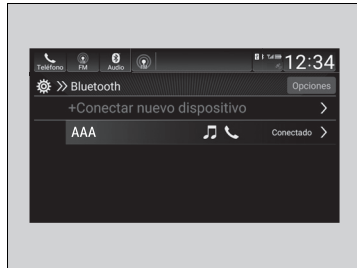 Teléfono FM Audio 12:34
Bluetooth Opciones
+Conectar nuevo dispositivo
AAA Conectado